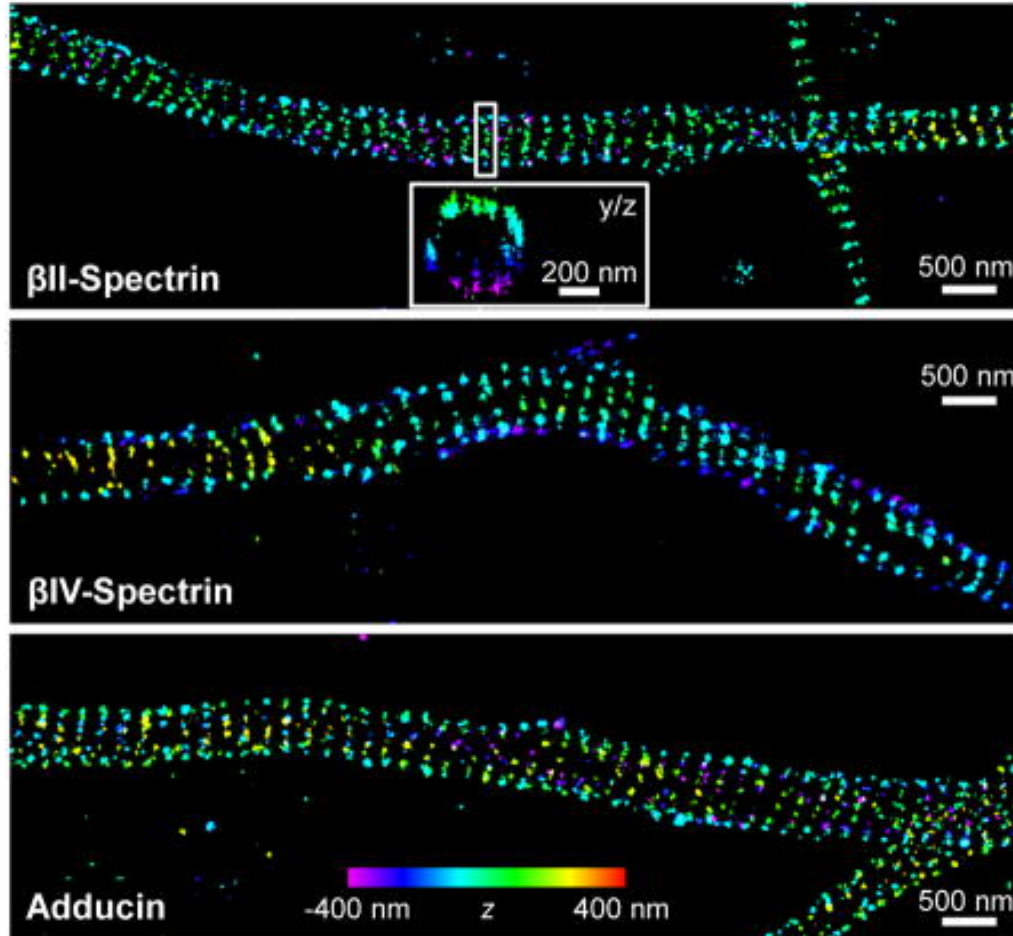 y/z
200 nm
βII-Spectrin
500 nm
500 nm
βIV-Spectrin
Adducin
-400 nm z 400 nm
500 nm